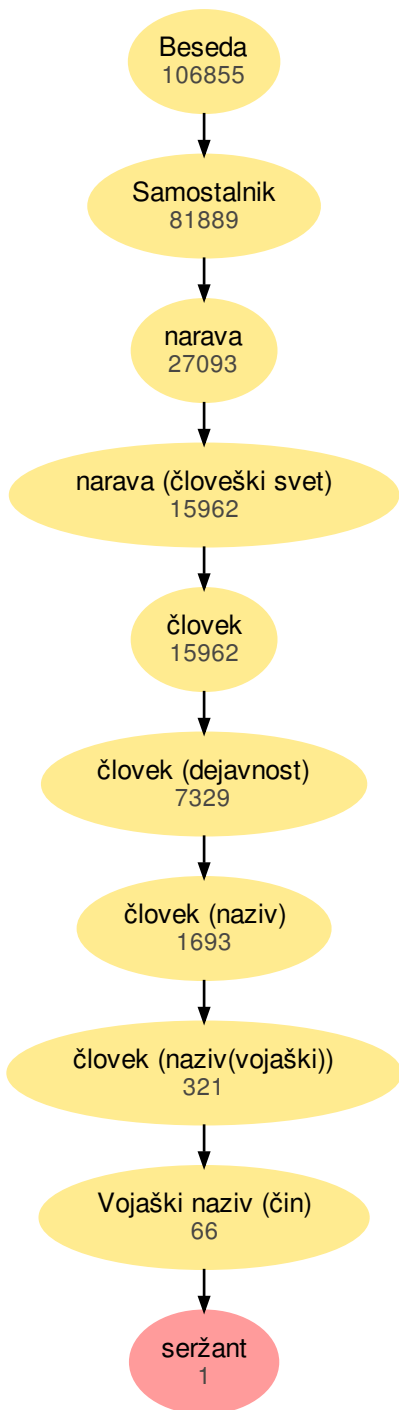 Beseda
106855
Samostalnik
81889
narava
27093
narava (človeški svet)
15962
človek
15962
človek (dejavnost)
7329
človek (naziv)
1693
človek (naziv(vojaški))
321
Vojaški naziv (čin)
66
seržant
1